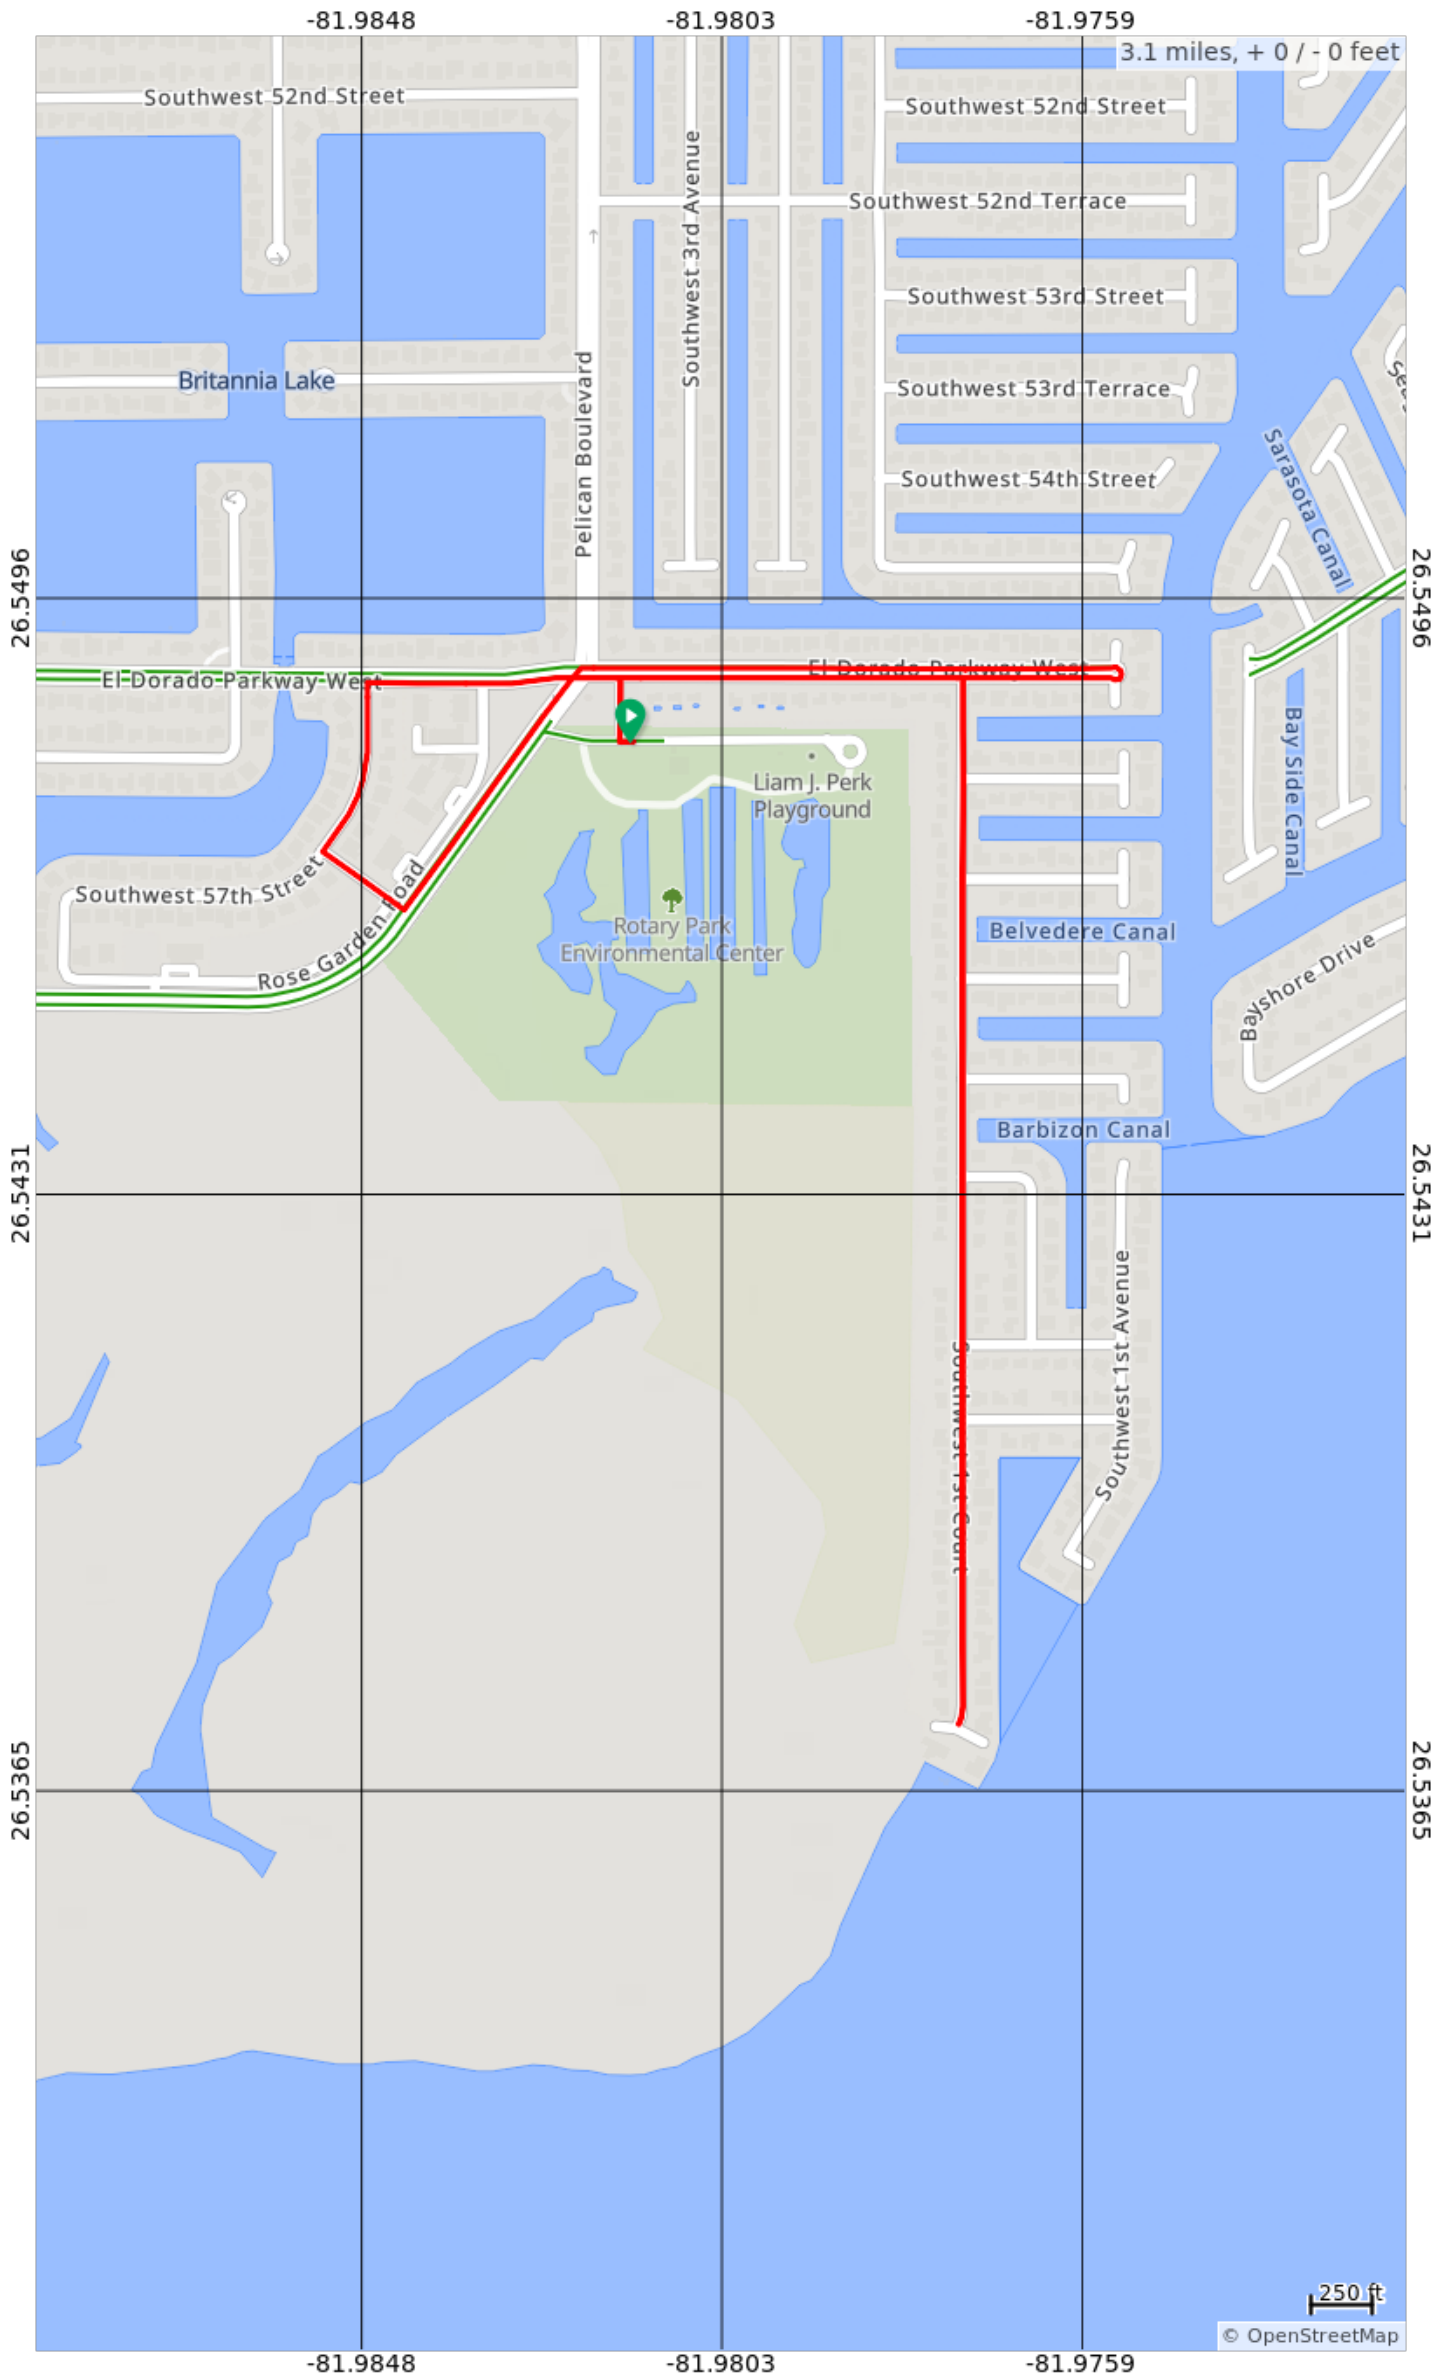 -81.9848
-81.9803
-81.9759
3.1 miles, + 0 / - 0 feet
Southwest 52nd Street
Southwest 52nd Street
Southwest 3rd Avenue
Southwest 52nd Terrace
Southwest 53rd Street
Pelican Boulevard
Britannia Lake
Southwest 53rd Terrace
Southwest 54th Street
Sarasota Canal
26.5496
26.5496
El Dorado Parkway West
El Dorado Parkway West
Liam J. Perk
Playground
Bay Side Canal
Southwest 57th Street
Rose Garden Road
Rotary Park
Environmental Center
Belvedere Canal
Bayshore Drive
Barbizon Canal
26.5431
26.5431
Southwest 1st Avenue
Southwest 1st Court
26.5365
26.5365
250 ft
© OpenStreetMap
-81.9848
-81.9803
-81.9759